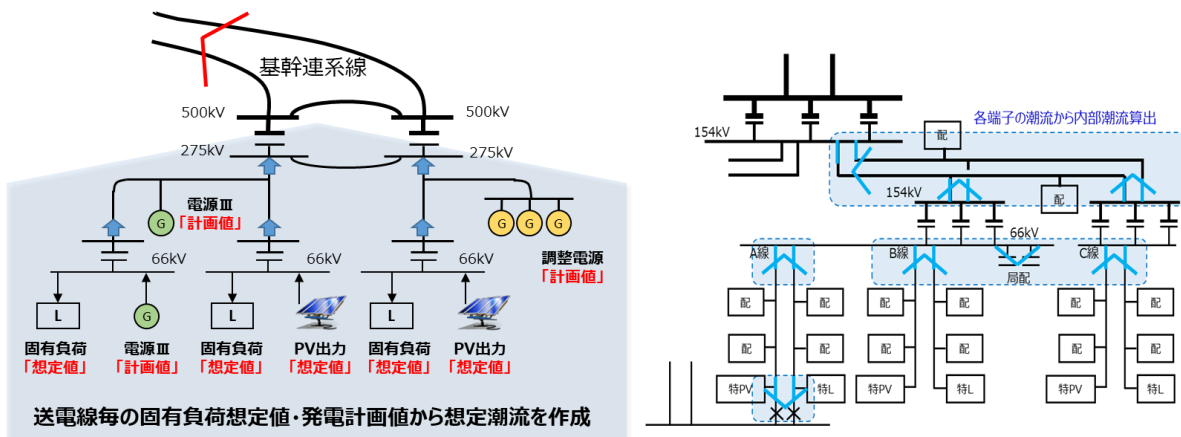 基幹連系線
500kV
500kV
275kV
275kV
電源Ⅲ
「計画値」
G
G
G
G
調整電源
「計画値」
66kV
66kV
66kV
L
G
L
L
固有負荷
「想定値」
電源Ⅲ
「計画値」
固有負荷
「想定値」
PV出力
「想定値」
固有負荷
「想定値」
PV出力
「想定値」
送電線毎の固有負荷想定値・発電計画値から想定潮流を作成
各端子の潮流から内部潮流算出
154kV
配
154kV
配
66kV
A線
B線
局配
C線
配
配
配
配
配
配
配
配
配
配
配
配
特PV
特L
特PV
特L
特PV
特L